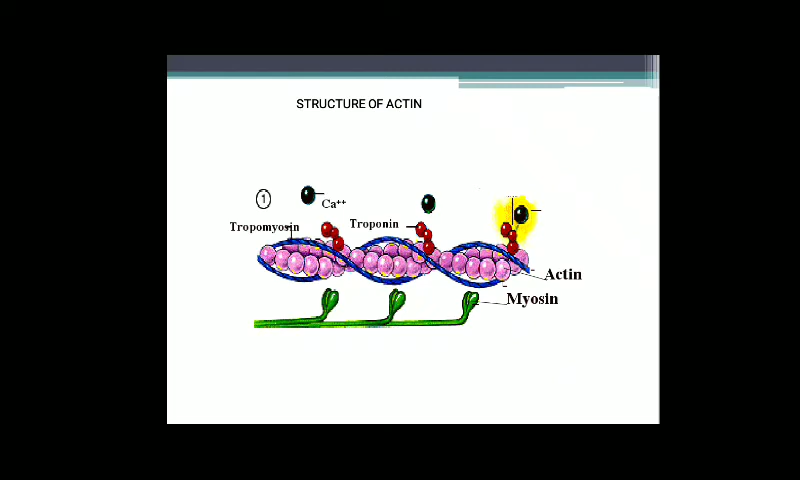 STRUCTURE OF ACTIN
1
Ca++
Tropomyosin
Troponin
Actin
Myosin